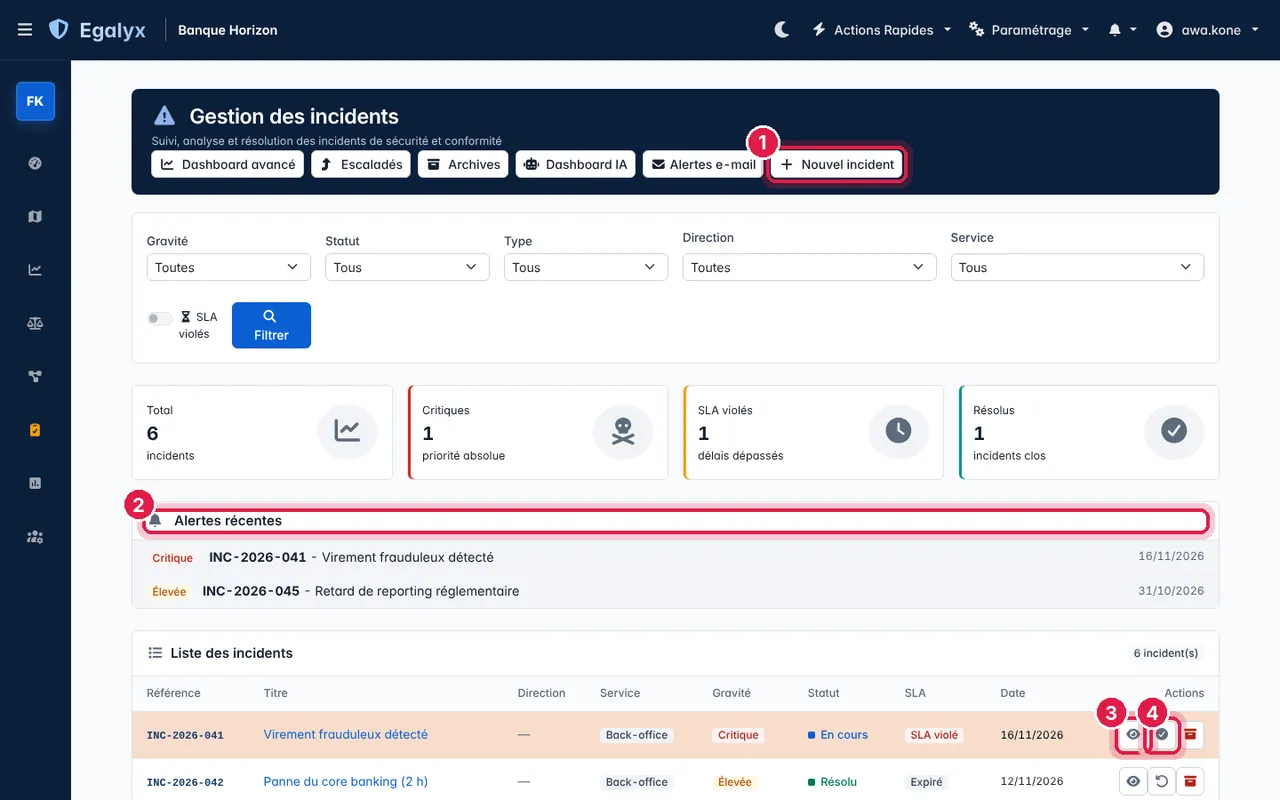 Egalyx Banque Horizon Actions Rapides Paramétrage awa.kone
FK
Gestion des incidents
Suivi, analyse et résolution des incidents de sécurité et conformité
1
Dashboard avancé Escaladés Archives Dashboard IA Alertes e-mail Nouvel incident
Gravité Statut Type Direction Service
Toutes Tous Tous Toutes Tous
SLA violés
Filtrer
Total Critiques SLA violés Résolus
6 1 1 1
incidents priorité absolue délais dépassés incidents clos
2
Alertes récentes
Critique INC-2026-041 - Virement frauduleux détecté 16/11/2026
Élevée INC-2026-045 - Retard de reporting réglementaire 31/10/2026
Liste des incidents 6 incident(s)
Référence Titre Direction Service Gravité Statut SLA Date Actions
3 4
INC-2026-041 Virement frauduleux détecté — Back-office Critique En cours SLA violé 16/11/2026
INC-2026-042 Panne du core banking (2 h) — Back-office Élevée Résolu Expiré 12/11/2026